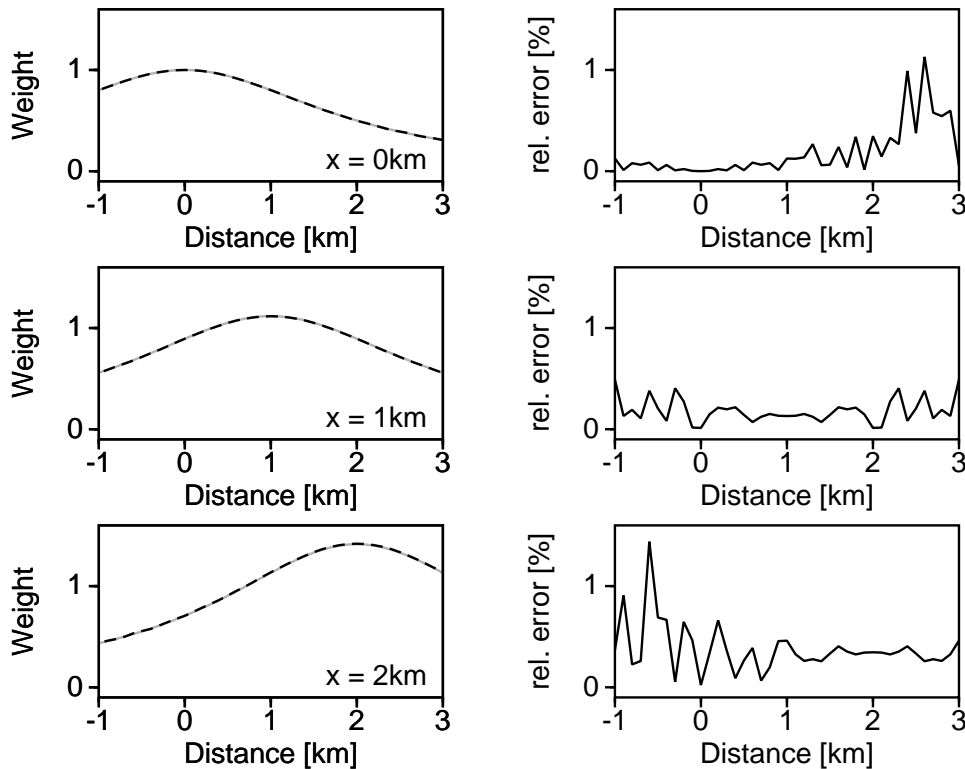 Weight
1
0
x = 0km
-1 0 1 2 3
Distance [km]
rel. error [%]
1
0
-1 0 1 2 3
Distance [km]
Weight
1
0
x = 1km
-1 0 1 2 3
Distance [km]
rel. error [%]
1
0
-1 0 1 2 3
Distance [km]
Weight
1
0
x = 2km
-1 0 1 2 3
Distance [km]
rel. error [%]
1
0
-1 0 1 2 3
Distance [km]